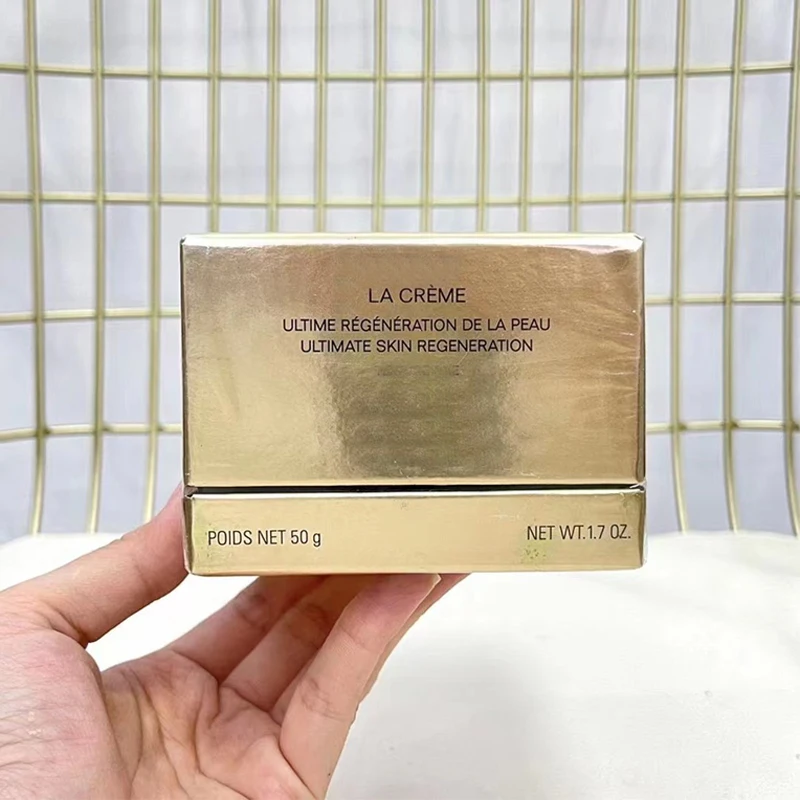 LA CRÈME
ULTIME RÉGÉNÉRATION DE LA PEAU
ULTIMATE SKIN REGENERATION
POIDS NET 50 g
NET WT.1.7 OZ.